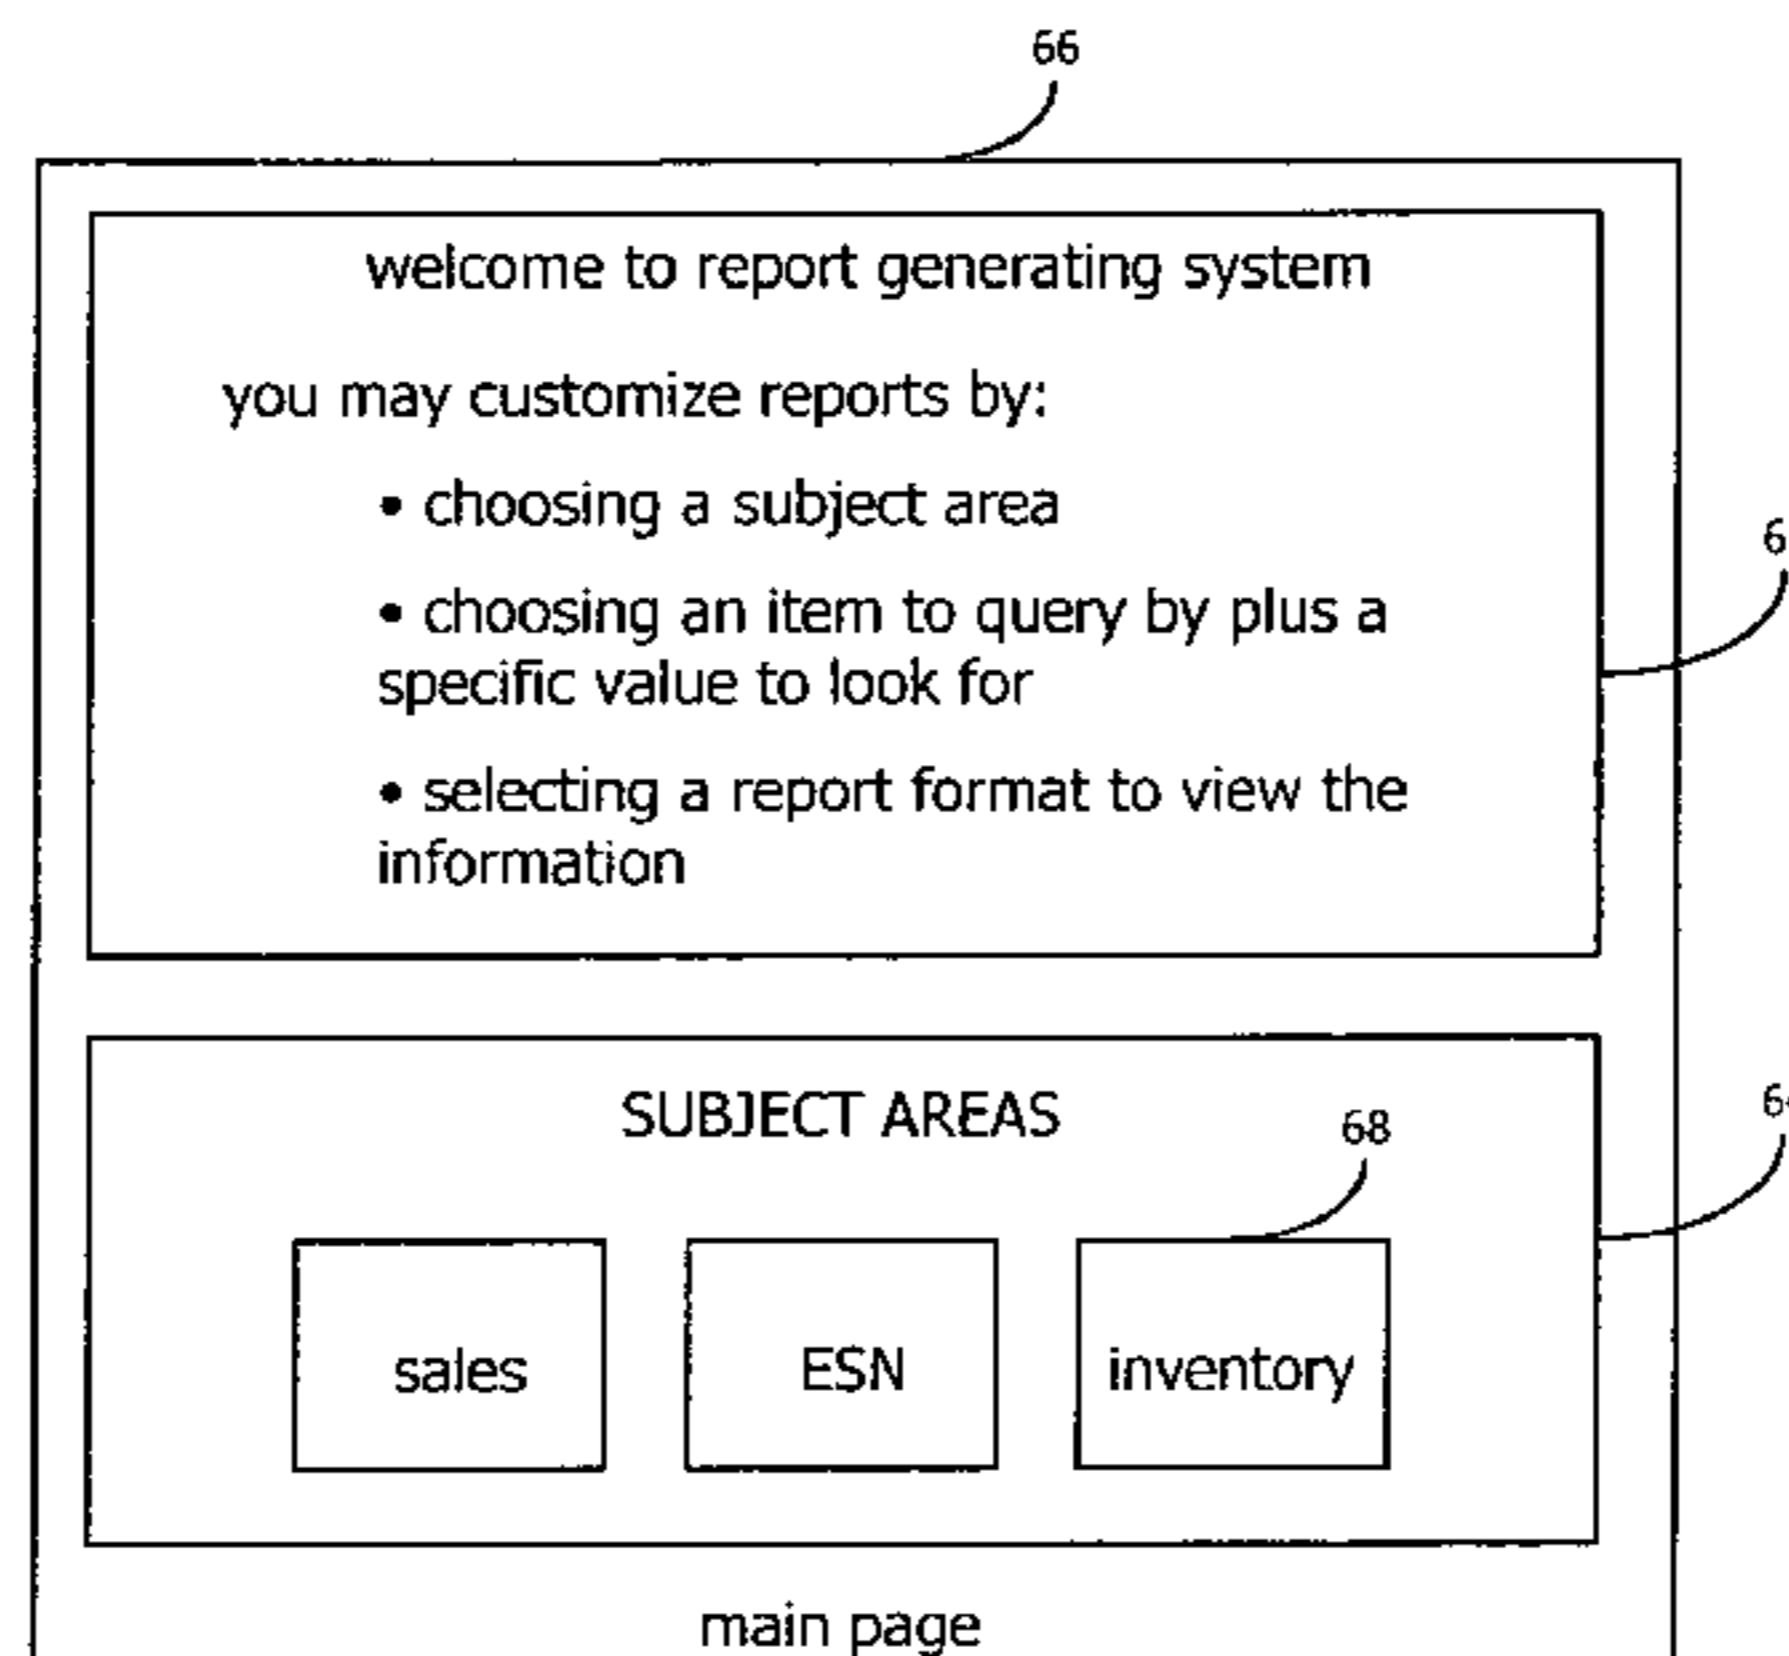 66
welcome to report generating system
you may customize reports by:
• choosing a subject area
• choosing an item to query by plus a
specific value to look for
• selecting a report format to view the
information
SUBJECT AREAS
68
sales
ESN
inventory
main page